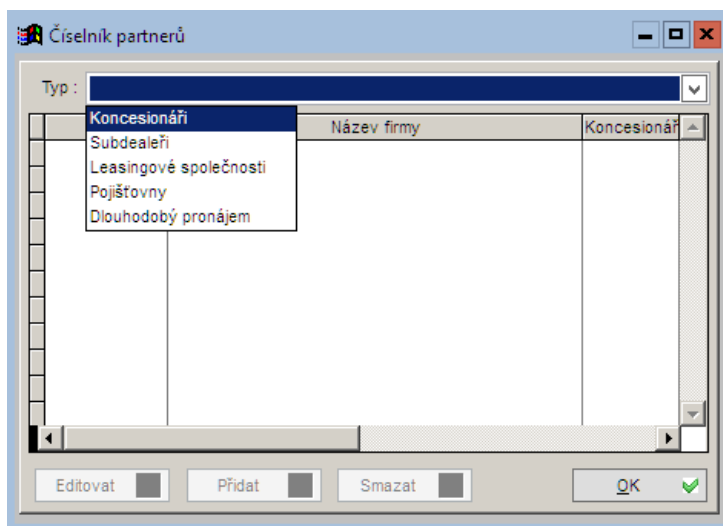 Číselník partnerů
Typ :
Koncesionáři
Název firmy
Koncesionář
Subdealeři
Leasingové společnosti
Pojišťovny
Dlouhodobý pronájem
Editovat
Přidat
Smazat
OK